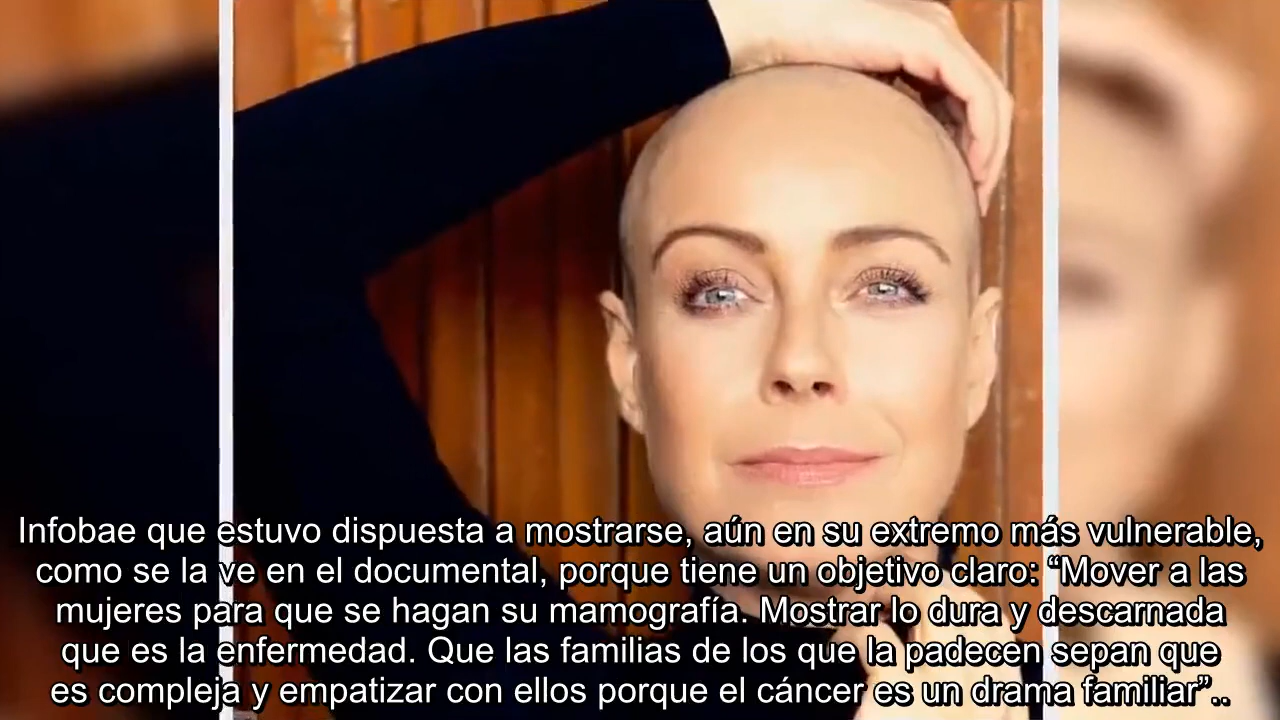 Infobae que estuvo dispuesta a mostrarse, aún en su extremo más vulnerable,
como se la ve en el documental, porque tiene un objetivo claro: “Mover a las
mujeres para que se hagan su mamografía. Mostrar lo dura y descarnada
que es la enfermedad. Que las familias de los que la padecen sepan que
es compleja y empatizar con ellos porque el cáncer es un drama familiar”..